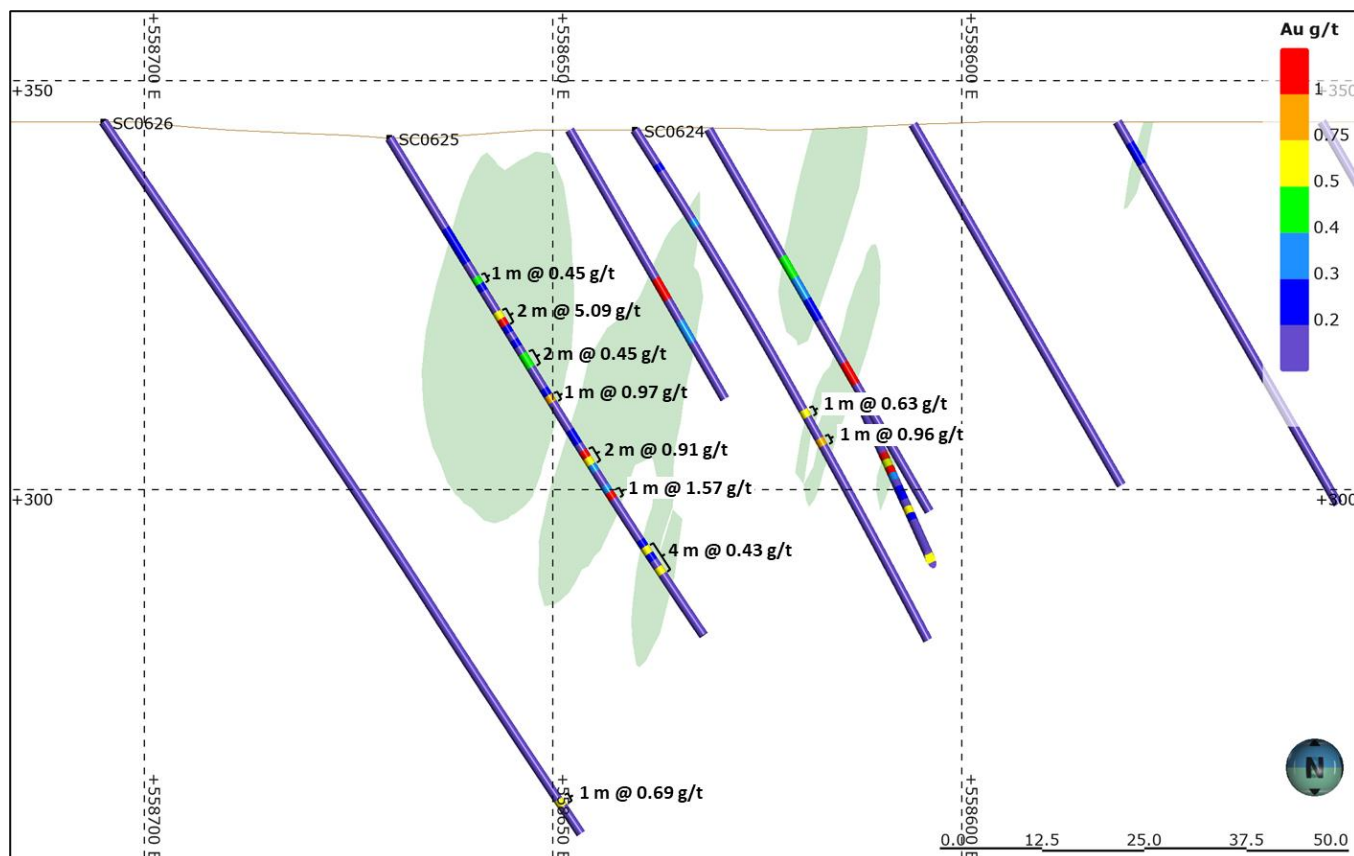 +558700 E
+558650 E
+558600 E
Au g/t
+350
+350
1
0.75
0.5
0.4
0.3
0.2
SC0626
SC0625
SC0624
1 m @ 0.45 g/t
2 m @ 5.09 g/t
2 m @ 0.45 g/t
1 m @ 0.97 g/t
1 m @ 0.63 g/t
1 m @ 0.96 g/t
2 m @ 0.91 g/t
1 m @ 1.57 g/t
+300
+300
4 m @ 0.43 g/t
1 m @ 0.69 g/t
N
+558700 E
+558650 E
+558600 E
0.0
12.5
25.0
37.5
50.0